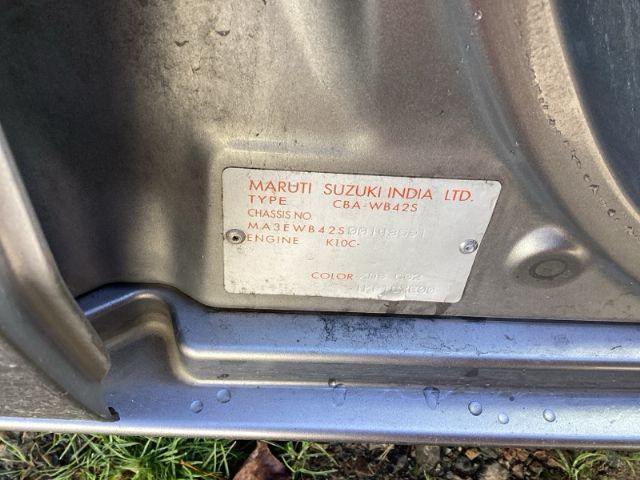 MARUTI SUZUKI INDIA LTD.
TYPE CBA-WB42S
CHASSIS NO.
MA3EWB42S
ENGINE K10C-
COLOR